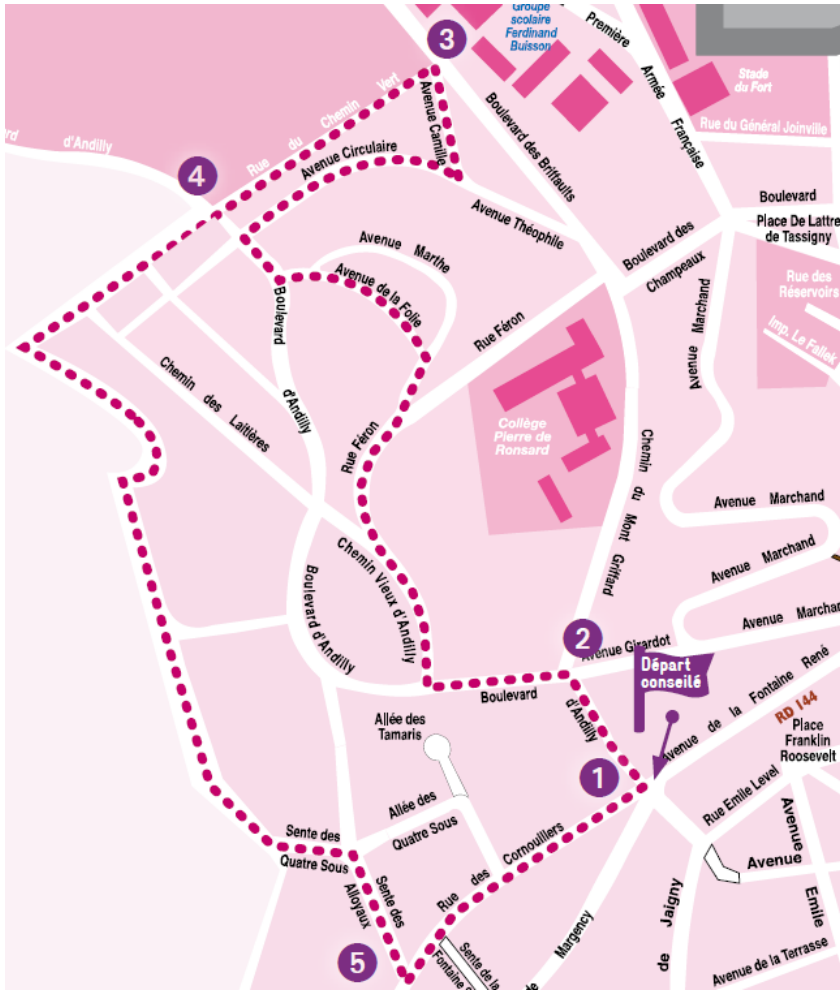 Groupe
scolaire
Ferdinand
Buisson
Première
Armée
Française
Stade
du Fort
Rue du Général Joinville
3
Rue du Chemin Vert
Avenue Camille
Boulevard des Briffaults
d'Andilly
Avenue Circulaire
4
Boulevard
Place De Lattre
de Tassigny
Avenue Théophile
Boulevard des
Champeaux
Avenue Marthe
Avenue de la Folie
Rue des
Réservoirs
Imp. Le Fallek
Avenue Marchand
Rue Féron
Boulevard
d'Andilly
Chemin des Laitières
Rue Féron
Collège
Pierre de
Ronsard
Chemin du Mont Griffard
Avenue Marchand
Avenue Marchand
Chemin Vieux d'Andilly
Boulevard d'Andilly
2
Avenue Girardot
Départ
conseilé
Boulevard
d'Andilly
Avenue de la Fontaine René
RD 144
Place
Franklin
Roosevelt
Allée des
Tamaris
1
Rue Emile Level
Allée des
Quatre Sous
Sente des
Quatre Sous
Rue des Cornouillers
Avenue
Avenue
Emile
Sente des
Alloyaux
5
Sente de la
Margency
de
de Jaigny
Avenue de la Terrasse